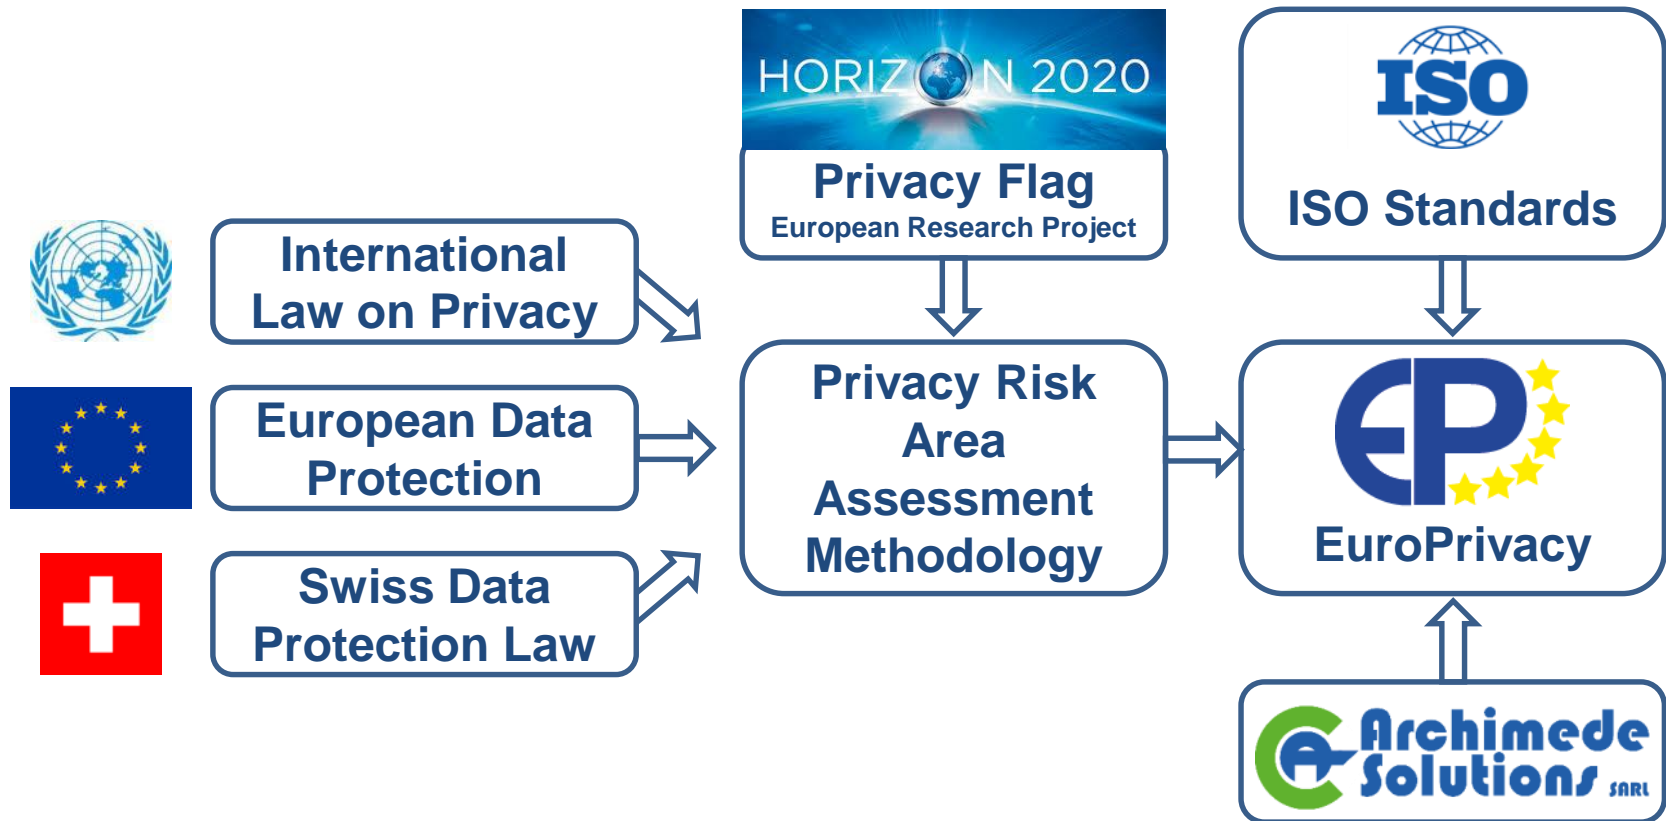 HORIZON 2020
Privacy Flag
European Research Project
ISO
ISO Standards
International
Law on Privacy
European Data
Protection
Swiss Data
Protection Law
Privacy Risk
Area
Assessment
Methodology
EP
EuroPrivacy
CA
Archimede
Solutions SARL